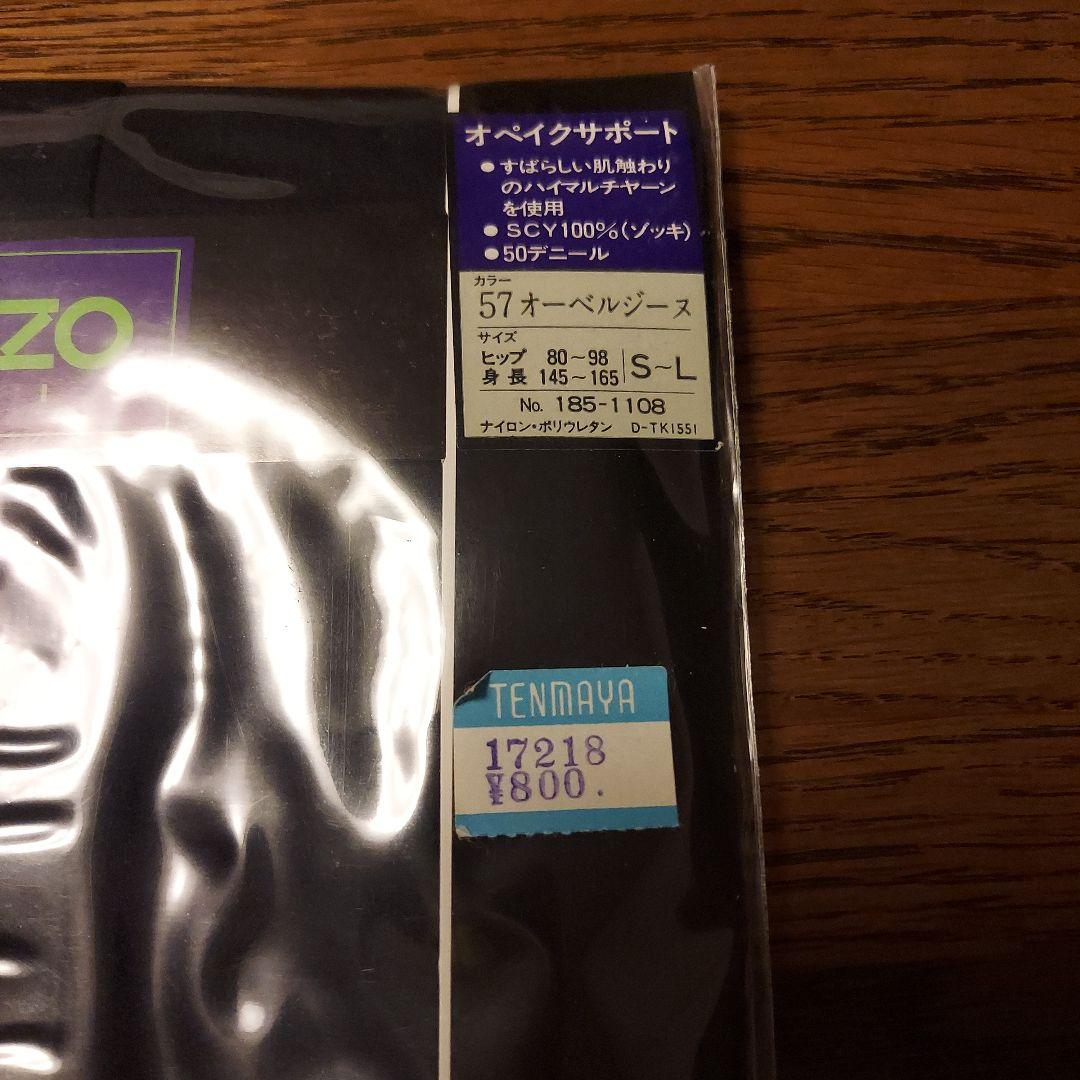 オペイクサポート
●すばらしい肌触わり
のハイマルチヤーン
を使用
●SCY100%(ゾッキ)
●50デニール
カラー
57オーベルジーヌ
サイズ
ヒップ 80～98
身長 145～165
S～L
No. 185-1108
ナイロン・ポリウレタン D-TK1551
ZO
TENMAYA
17218
¥800.